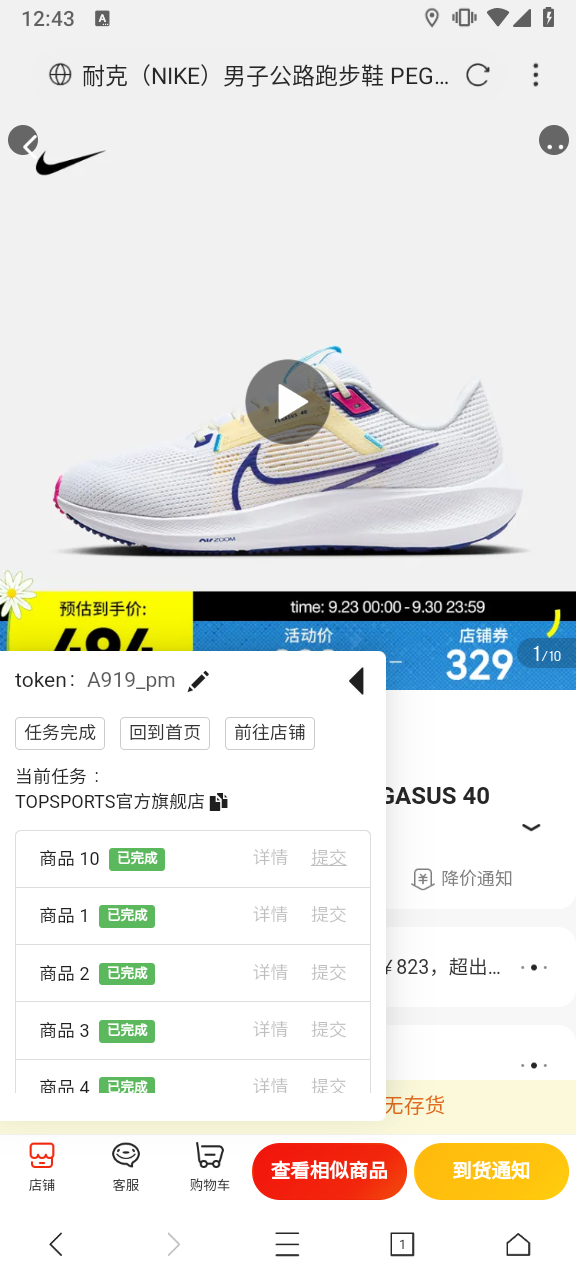 12:43
A
耐克（NIKE）男子公路跑步鞋 PEG...
PEGASUS 40
ZOOM
预估到手价:
time: 9.23 00:00 - 9.30 23:59
活动价
店铺券
329
1/10
token: A919_pm
任务完成 回到首页 前往店铺
当前任务 :
TOPSPORTS官方旗舰店
GASUS 40
商品 10 已完成 详情 提交
降价通知
商品 1 已完成 详情 提交
商品 2 已完成 详情 提交
￥823，超出...
商品 3 已完成 详情 提交
商品 4 已完成 详情 提交
无存货
店铺 客服 购物车 查看相似商品 到货通知
1